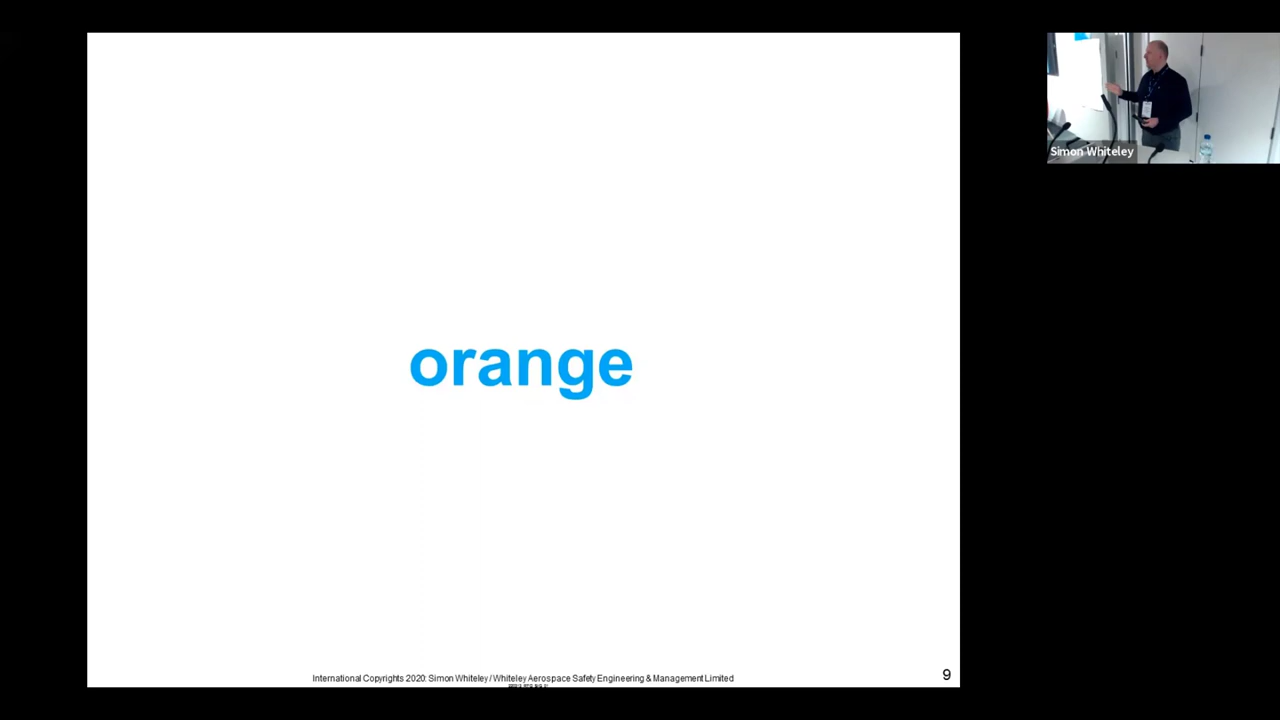 Simon Whiteley
orange
International Copyrights 2020: Simon Whiteley / Whiteley Aerospace Safety Engineering & Management Limited
9